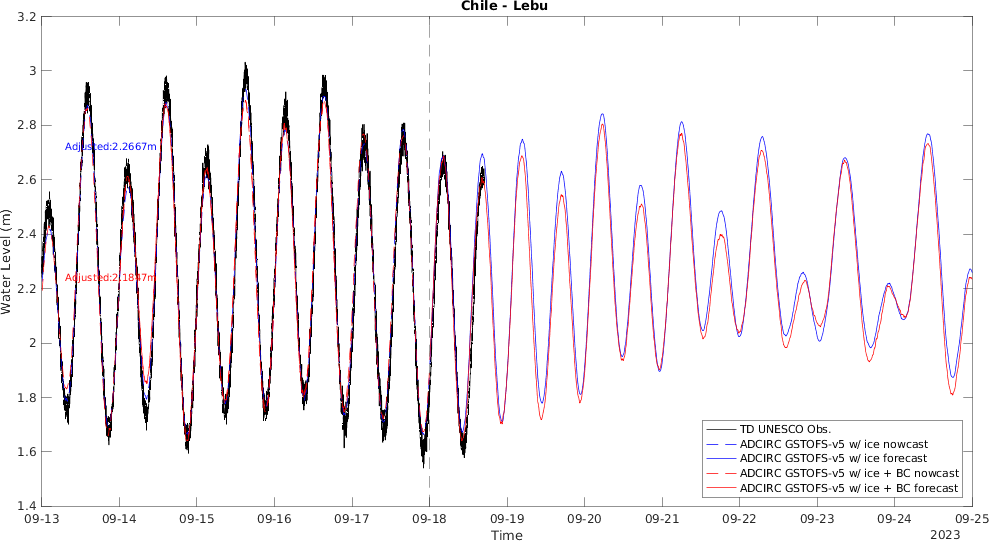 Chile - Lebu
3.2
3
2.8
2.6
2.4
2.2
2
1.8
1.6
1.4
Water Level (m)
Adjusted:2.2667m
Adjusted:2.1847m
TD UNESCO Obs.
ADCIRC GSTOFS-v5 w/ ice nowcast
ADCIRC GSTOFS-v5 w/ ice forecast
ADCIRC GSTOFS-v5 w/ ice + BC nowcast
ADCIRC GSTOFS-v5 w/ ice + BC forecast
09-13 09-14 09-15 09-16 09-17 09-18 09-19 09-20 09-21 09-22 09-23 09-24 09-25
Time
2023